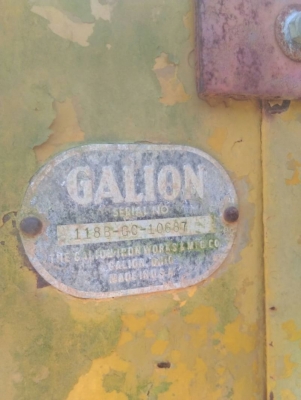 GALION
SERIAL NO
118B-GC-10687
THE GALION IRON WORKS & MFG. CO.
GALION, OHIO
MADE IN U.S.A.